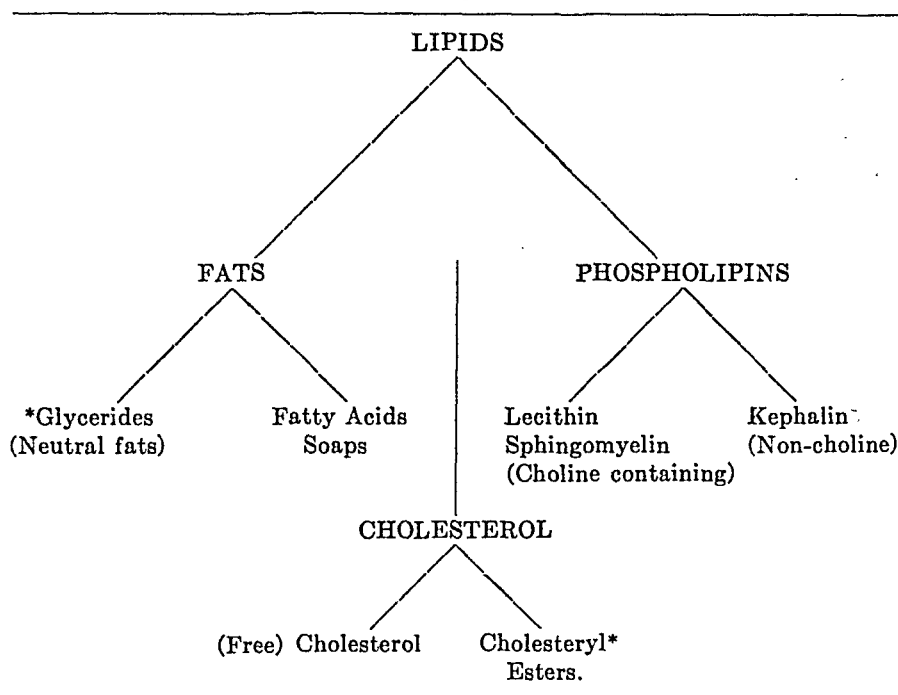 LIPIDS
FATS
PHOSPHOLIPINS
*Glycerides
(Neutral fats)
Fatty Acids
Soaps
Lecithin
Sphingomyelin
(Choline containing)
Kephalin
(Non-choline)
CHOLESTEROL
(Free) Cholesterol
Cholesteryl*
Esters.